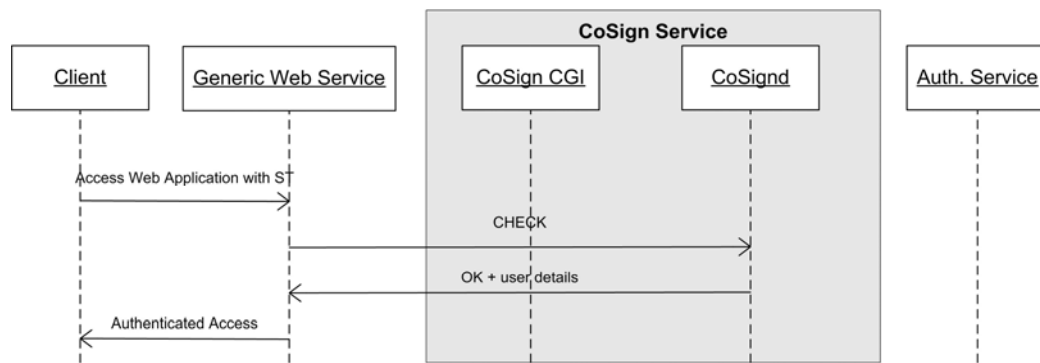 CoSign Service
Client
Generic Web Service
CoSign CGI
CoSignd
Auth. Service
Access Web Application with ST
CHECK
OK + user details
Authenticated Access